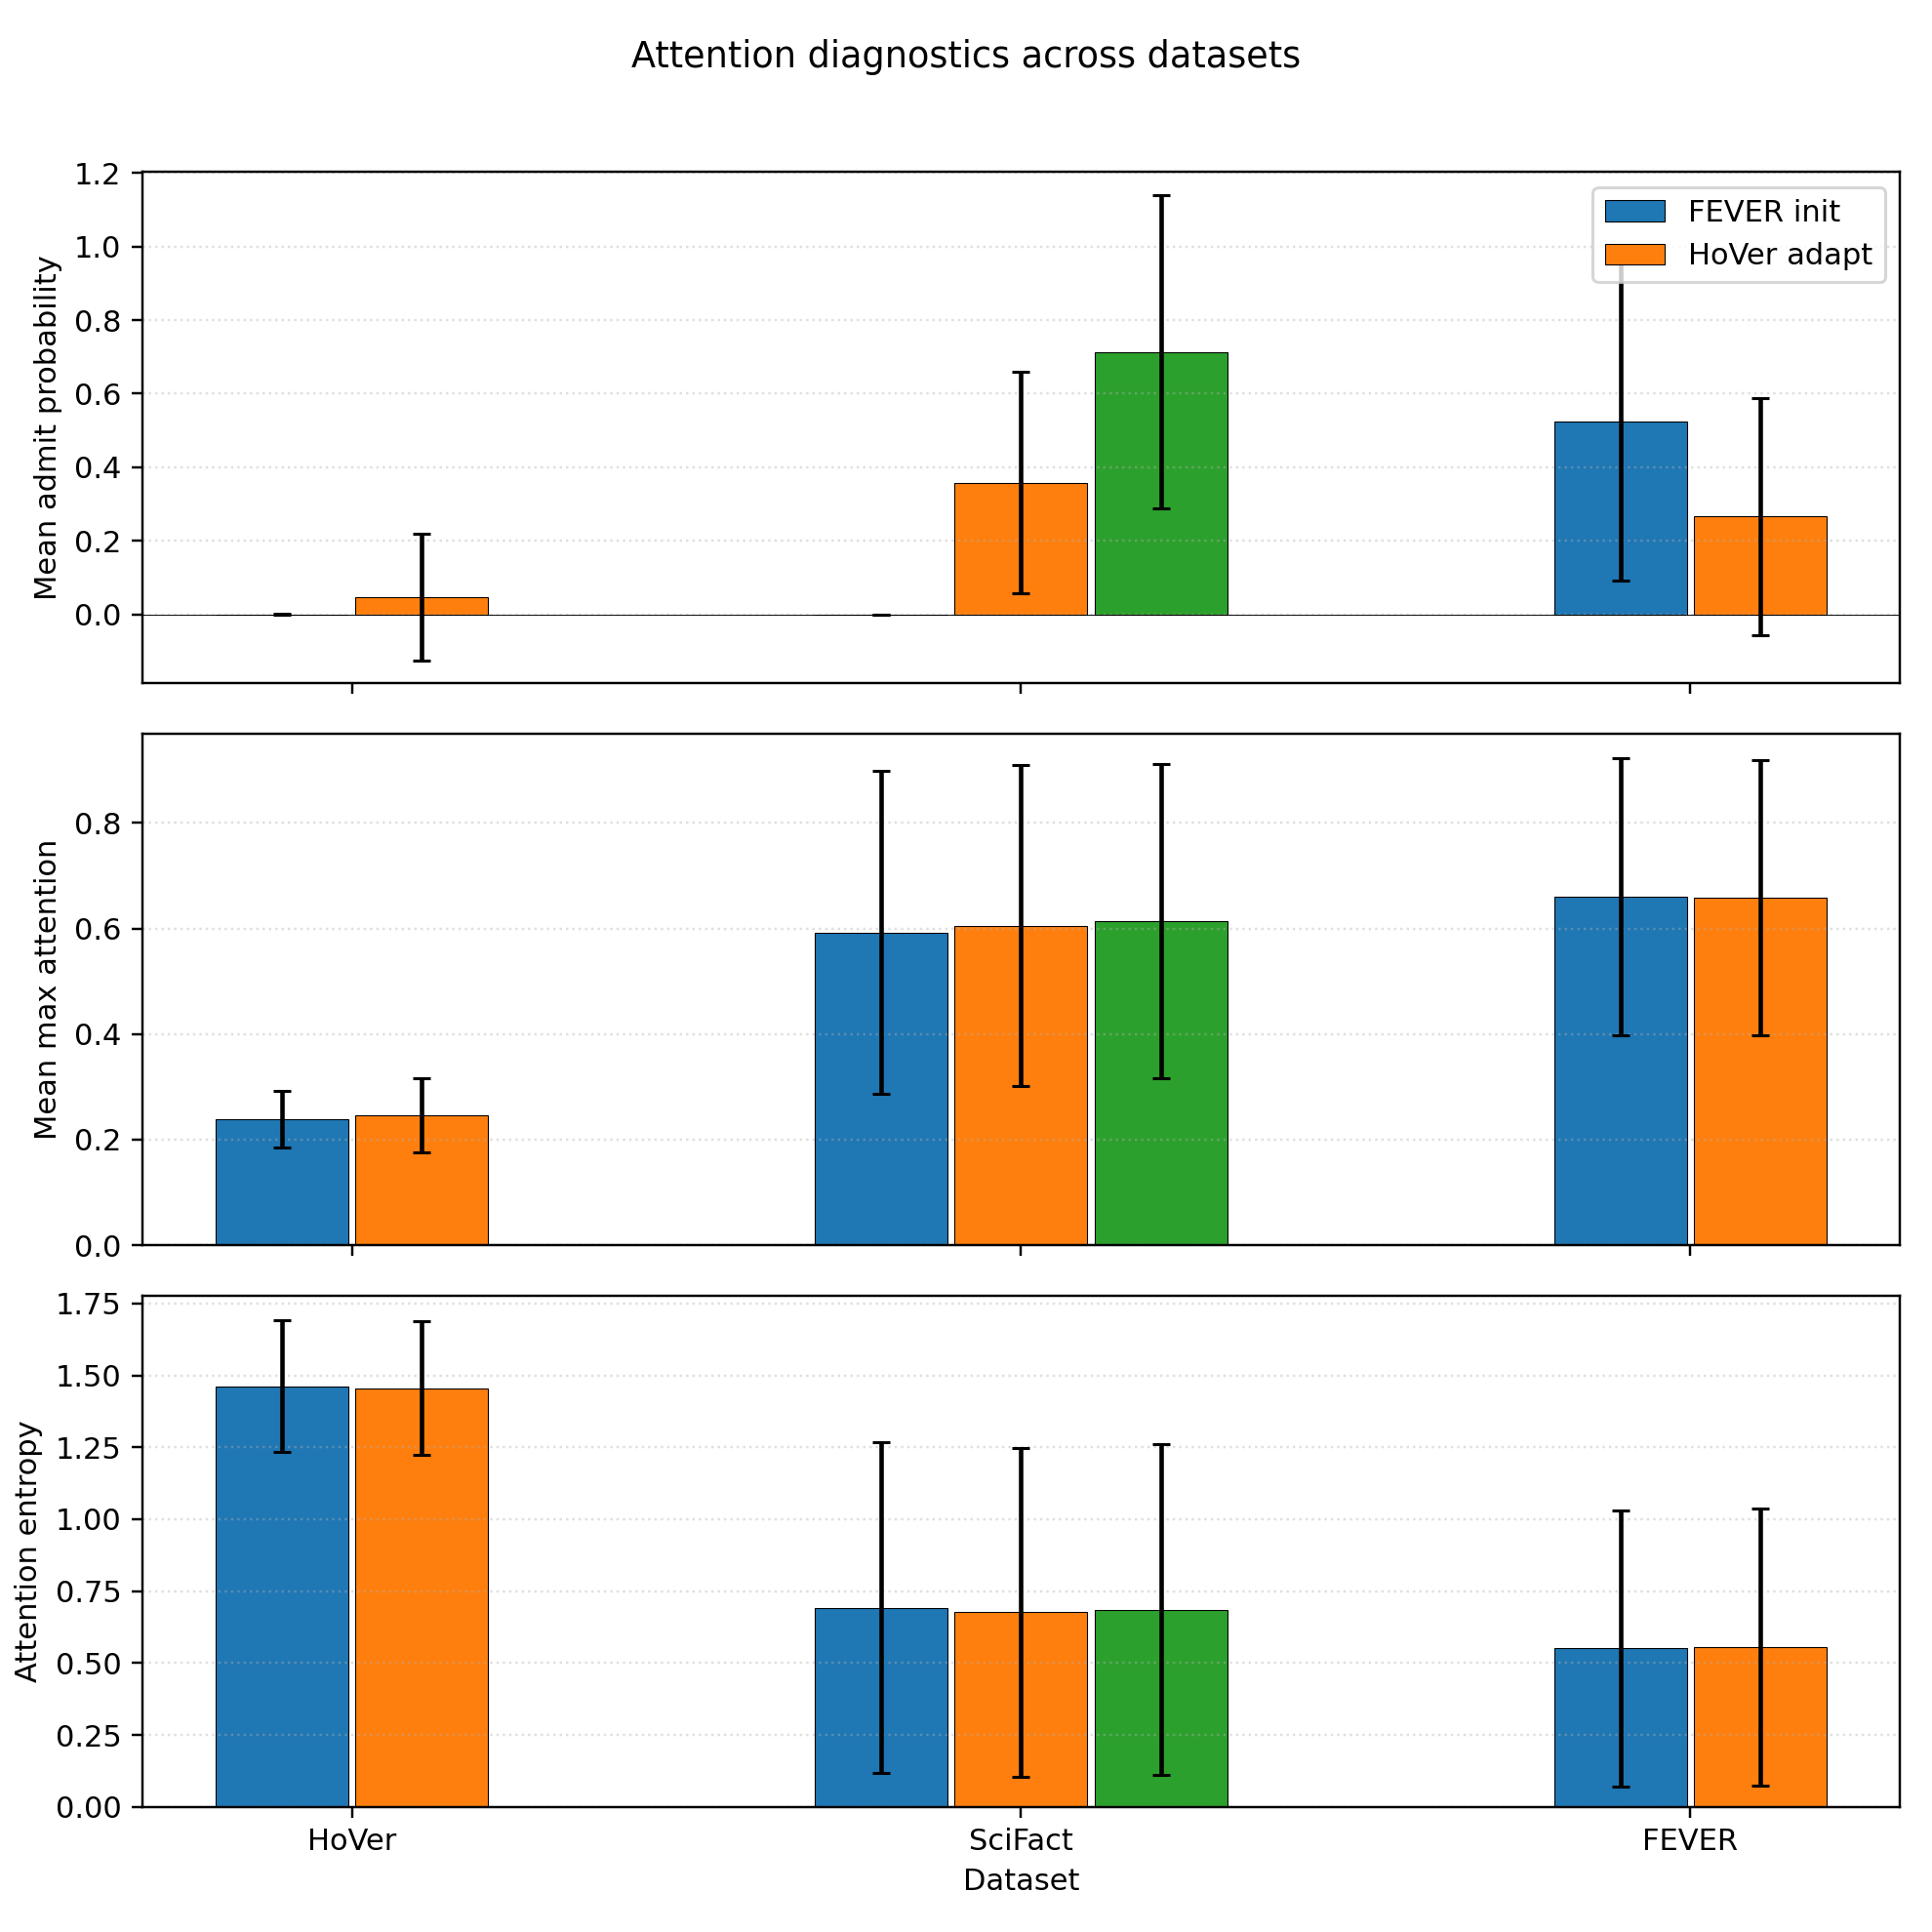 Attention diagnostics across datasets
Mean admit probability
1.2
1.0
0.8
0.6
0.4
0.2
0.0
FEVER init
HoVer adapt
Mean max attention
0.8
0.6
0.4
0.2
0.0
Attention entropy
1.75
1.50
1.25
1.00
0.75
0.50
0.25
0.00
HoVer
SciFact
FEVER
Dataset